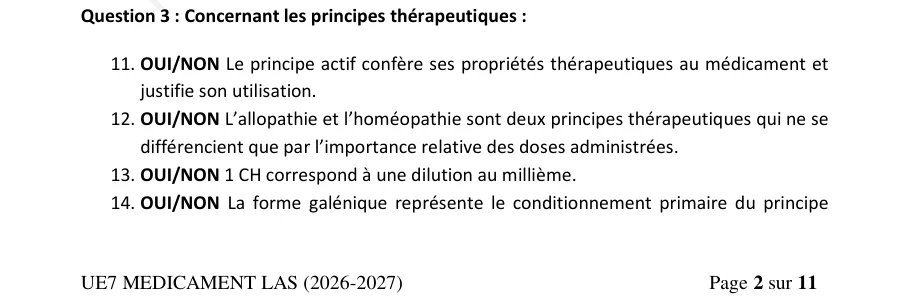 Question 3 : Concernant les principes thérapeutiques :
11. OUI/NON Le principe actif confère ses propriétés thérapeutiques au médicament et
justifie son utilisation.
12. OUI/NON L’allopathie et l’homéopathie sont deux principes thérapeutiques qui ne se
différencient que par l’importance relative des doses administrées.
13. OUI/NON 1 CH correspond à une dilution au millième.
14. OUI/NON La forme galénique représente le conditionnement primaire du principe
UE7 MEDICAMENT LAS (2026-2027)
Page 2 sur 11